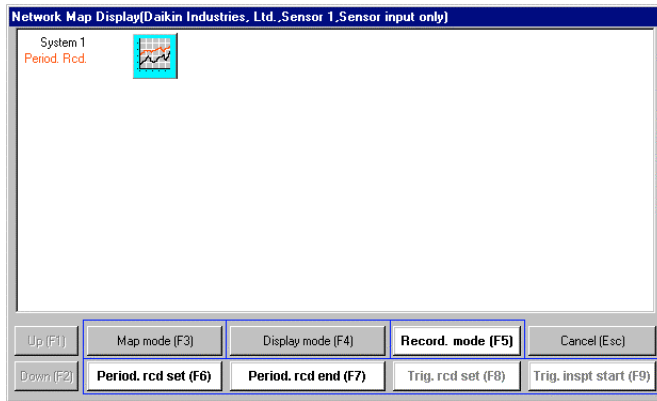 Network Map Display(Daikin Industries, Ltd.,Sensor 1,Sensor input only)
System 1
Period. Rcd.
Up (F1)
Map mode (F3)
Display mode (F4)
Record. mode (F5)
Cancel (Esc)
Down (F2)
Period. rcd set (F6)
Period. rcd end (F7)
Trig. rcd set (F8)
Trig. inspt start (F9)